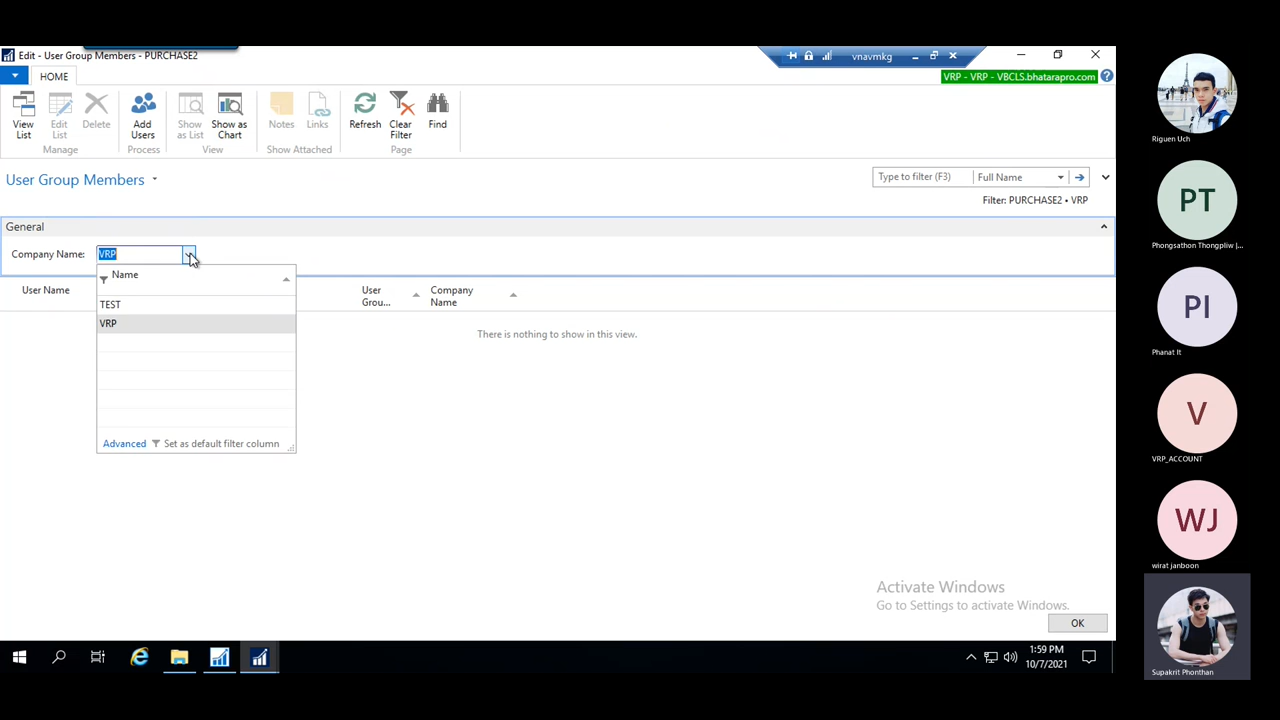 Edit - User Group Members - PURCHASE2
vnavmkg
HOME
VRP - VRP - VBCLS.bhatarapro.com
View List
Edit List
Delete
Add Users
Show as List
Show as Chart
Notes
Links
Refresh
Clear Filter
Find
Manage
Process
View
Show Attached
Page
User Group Members
Type to filter (F3)
Full Name
Filter: PURCHASE2 • VRP
General
Company Name:
VRP
Name
TEST
VRP
Advanced
Set as default filter column
User Name
User Grou...
Company Name
There is nothing to show in this view.
Activate Windows
Go to Settings to activate Windows.
OK
1:59 PM
10/7/2021
Riguen Uch
PT
Phongsathon Thongpliw |...
PI
Phanat It
V
VRP_ACCOUNT
WJ
wirat janboon
Supakrit Phonthan